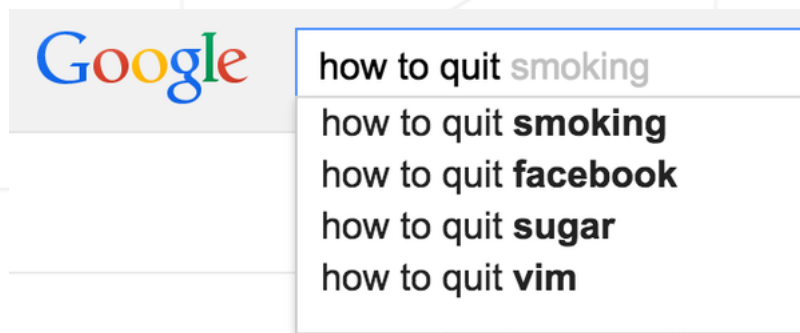 Google
how to quit smoking
how to quit smoking
how to quit facebook
how to quit sugar
how to quit vim